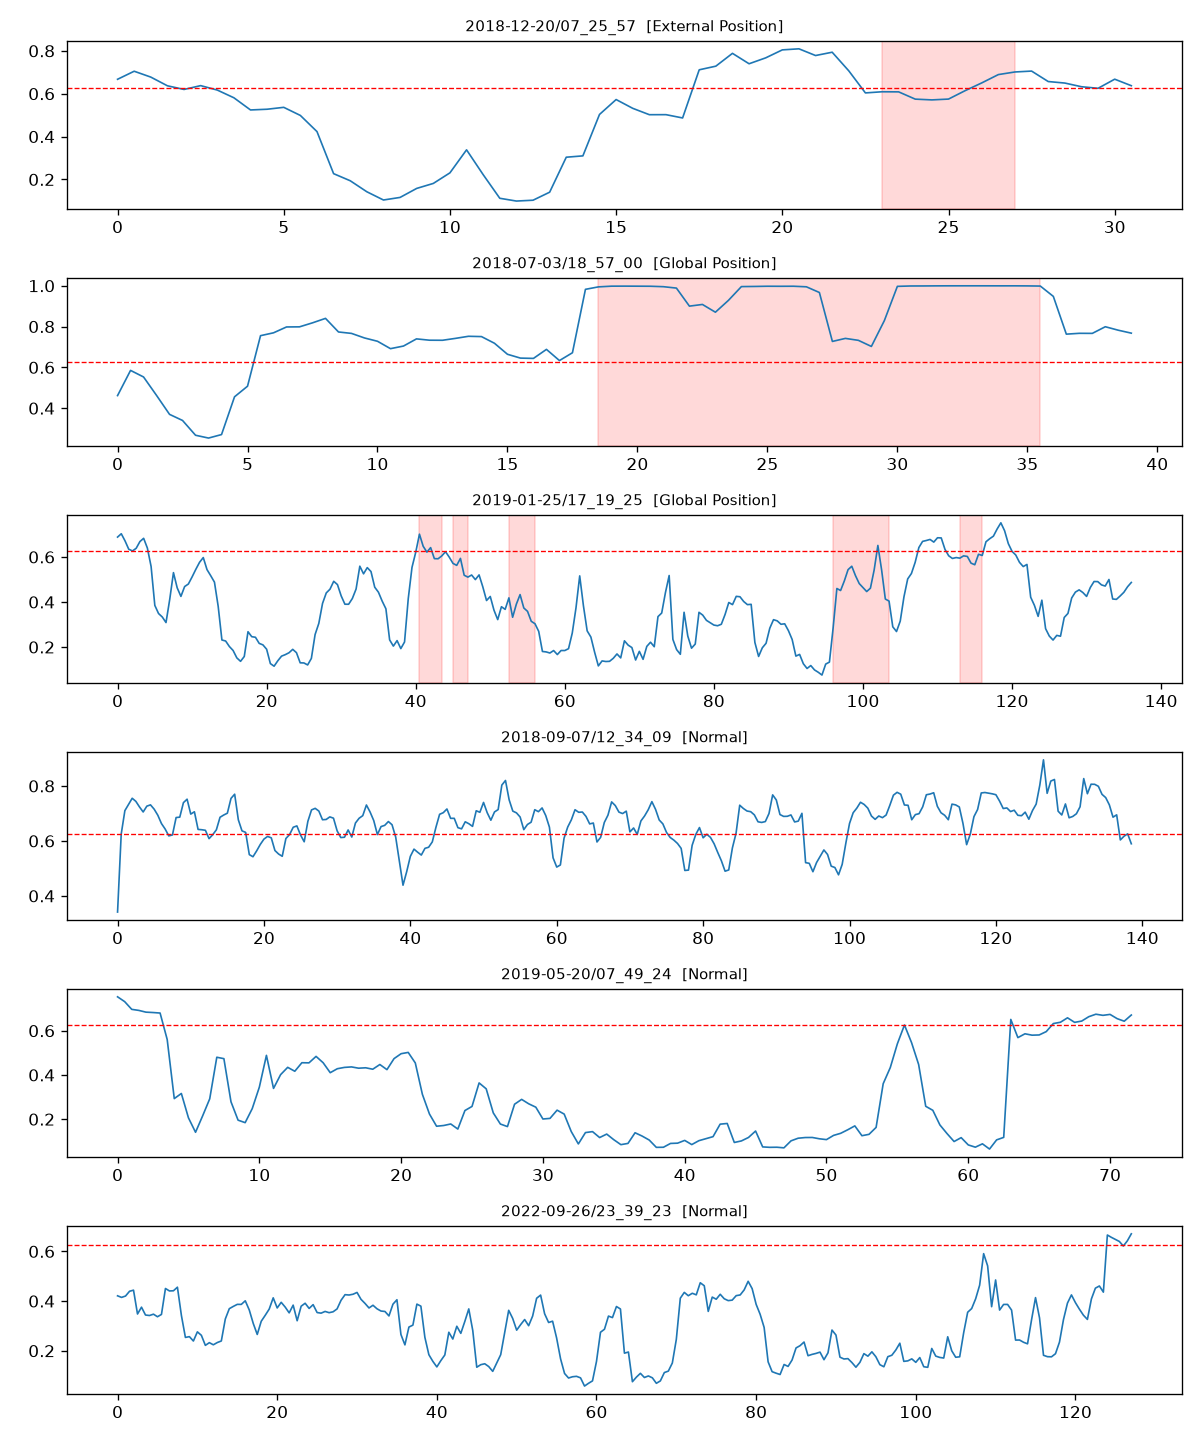 2018-12-20/07_25_57 [External Position]
0.8
0.6
0.4
0.2
0 5 10 15 20 25 30
2018-07-03/18_57_00 [Global Position]
1.0
0.8
0.6
0.4
0 5 10 15 20 25 30 35 40
2019-01-25/17_19_25 [Global Position]
0.6
0.4
0.2
0 20 40 60 80 100 120 140
2018-09-07/12_34_09 [Normal]
0.8
0.6
0.4
0 20 40 60 80 100 120 140
2019-05-20/07_49_24 [Normal]
0.6
0.4
0.2
0 10 20 30 40 50 60 70
2022-09-26/23_39_23 [Normal]
0.6
0.4
0.2
0 20 40 60 80 100 120